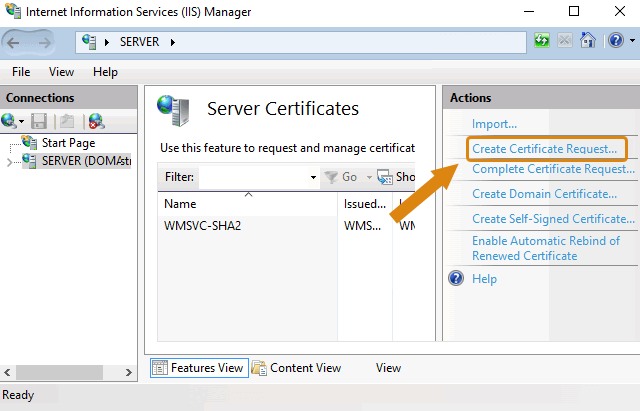 Internet Information Services (IIS) Manager
SERVER
File View Help
Connections
Start Page
SERVER (DOMA
Server Certificates
Use this feature to request and manage certificat
Filter: Go Sho
Name Issued...
WMSVC-SHA2 WMS... WM
Features View Content View View
Actions
Import...
Create Certificate Request...
Complete Certificate Request...
Create Domain Certificate...
Create Self-Signed Certificate...
Enable Automatic Rebind of
Renewed Certificate
Help
Ready